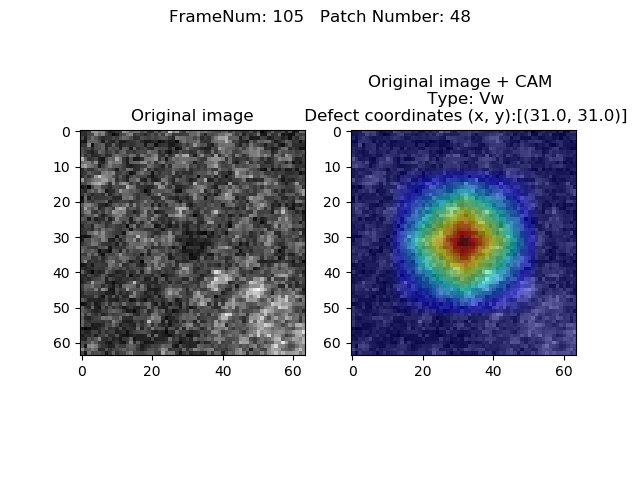 FrameNum: 105   Patch Number: 48
Original image
Original image + CAM
Type: Vw
Defect coordinates (x, y):[(31.0, 31.0)]
0
10
20
30
40
50
60
0 20 40 60
0
10
20
30
40
50
60
0 20 40 60